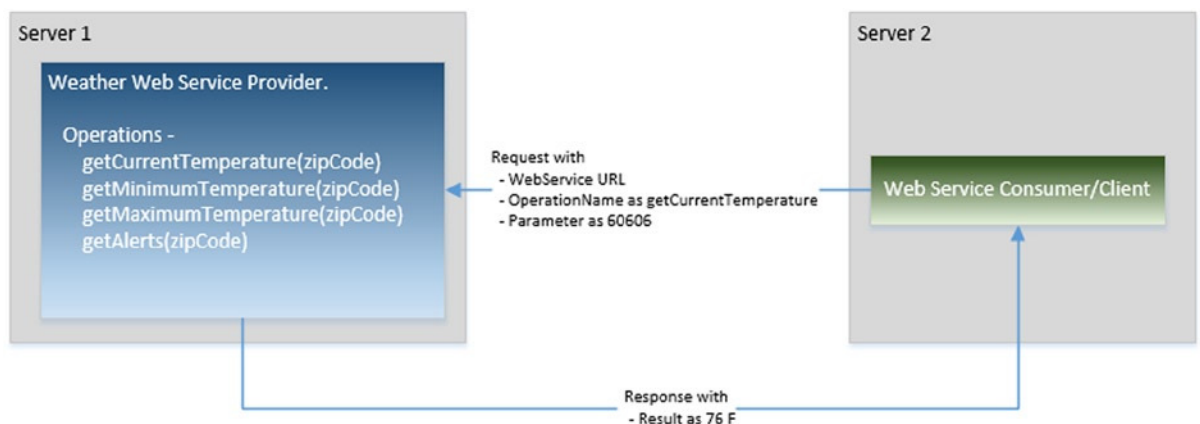 Server 1
Weather Web Service Provider.
Operations -
getCurrentTemperature(zipCode)
getMinimumTemperature(zipCode)
getMaximumTemperature(zipCode)
getAlerts(zipCode)
Request with
- WebService URL
- OperationName as getCurrentTemperature
- Parameter as 60606
Server 2
Web Service Consumer/Client
Response with
- Result as 76 F